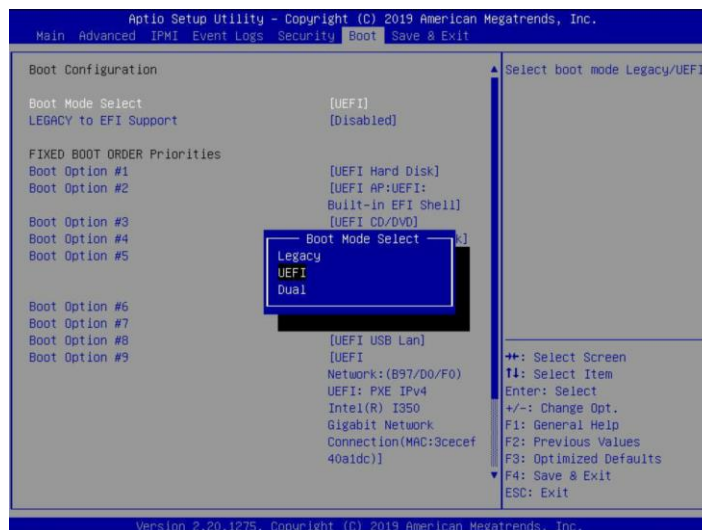 Aptio Setup Utility – Copyright (C) 2019 American Megatrends, Inc.
Main Advanced IPMI Event Logs Security Boot Save & Exit
Boot Configuration
Boot Mode Select [UEFI]
LEGACY to EFI Support [Disabled]
FIXED BOOT ORDER Priorities
Boot Option #1 [UEFI Hard Disk]
Boot Option #2 [UEFI AP:UEFI:
Built-in EFI Shell]
Boot Option #3 [UEFI CD/DVD]
Boot Option #4 k]
Boot Option #5
Boot Option #6
Boot Option #7
Boot Option #8 [UEFI USB Lan]
Boot Option #9 [UEFI
Network:(B97/D0/F0)
UEFI: PXE IPv4
Intel(R) I350
Gigabit Network
Connection(MAC:3cecef
40a1dc)]
Boot Mode Select
Legacy
UEFI
Dual
Select boot mode Legacy/UEFI
→←: Select Screen
↑↓: Select Item
Enter: Select
+/-: Change Opt.
F1: General Help
F2: Previous Values
F3: Optimized Defaults
F4: Save & Exit
ESC: Exit
Version 2.20.1275. Copyright (C) 2019 American Megatrends, Inc.